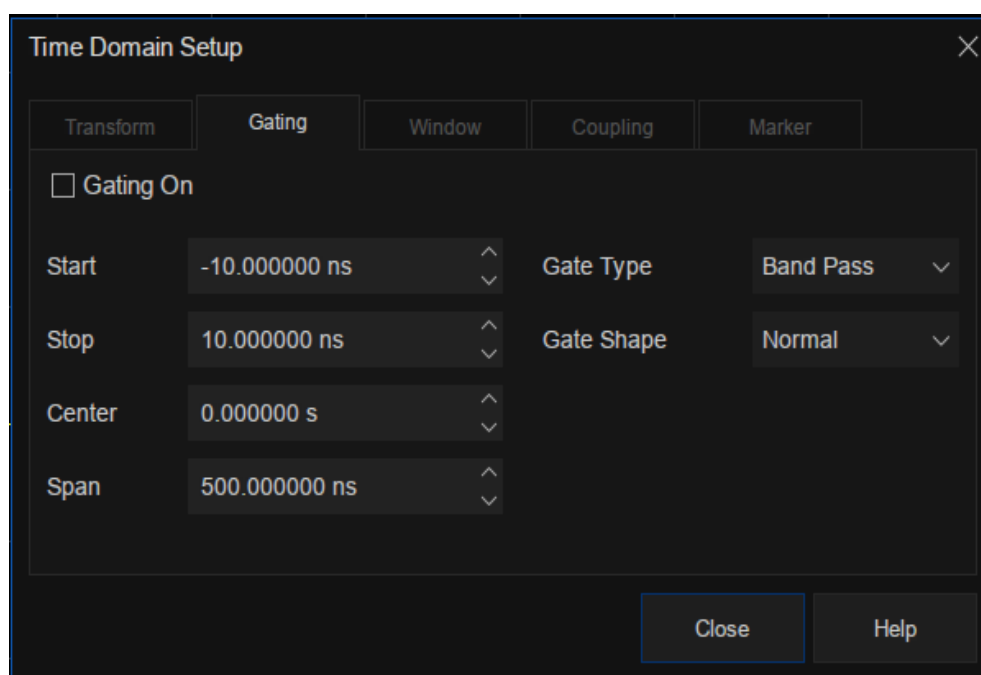 Time Domain Setup
Transform Gating Window Coupling Marker
Gating On
Start -10.000000 ns Gate Type Band Pass
Stop 10.000000 ns Gate Shape Normal
Center 0.000000 s
Span 500.000000 ns
Close Help